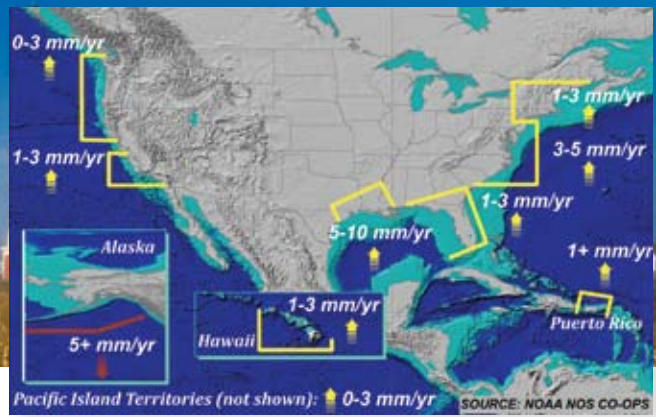 0-3 mm/yr
1-3 mm/yr
1-3 mm/yr
3-5 mm/yr
5-10 mm/yr
1-3 mm/yr
1+ mm/yr
Alaska
5+ mm/yr
1-3 mm/yr
Hawaii
Puerto Rico
Pacific Island Territories (not shown): 0-3 mm/yr
SOURCE: NOAA NOS CO-OPS